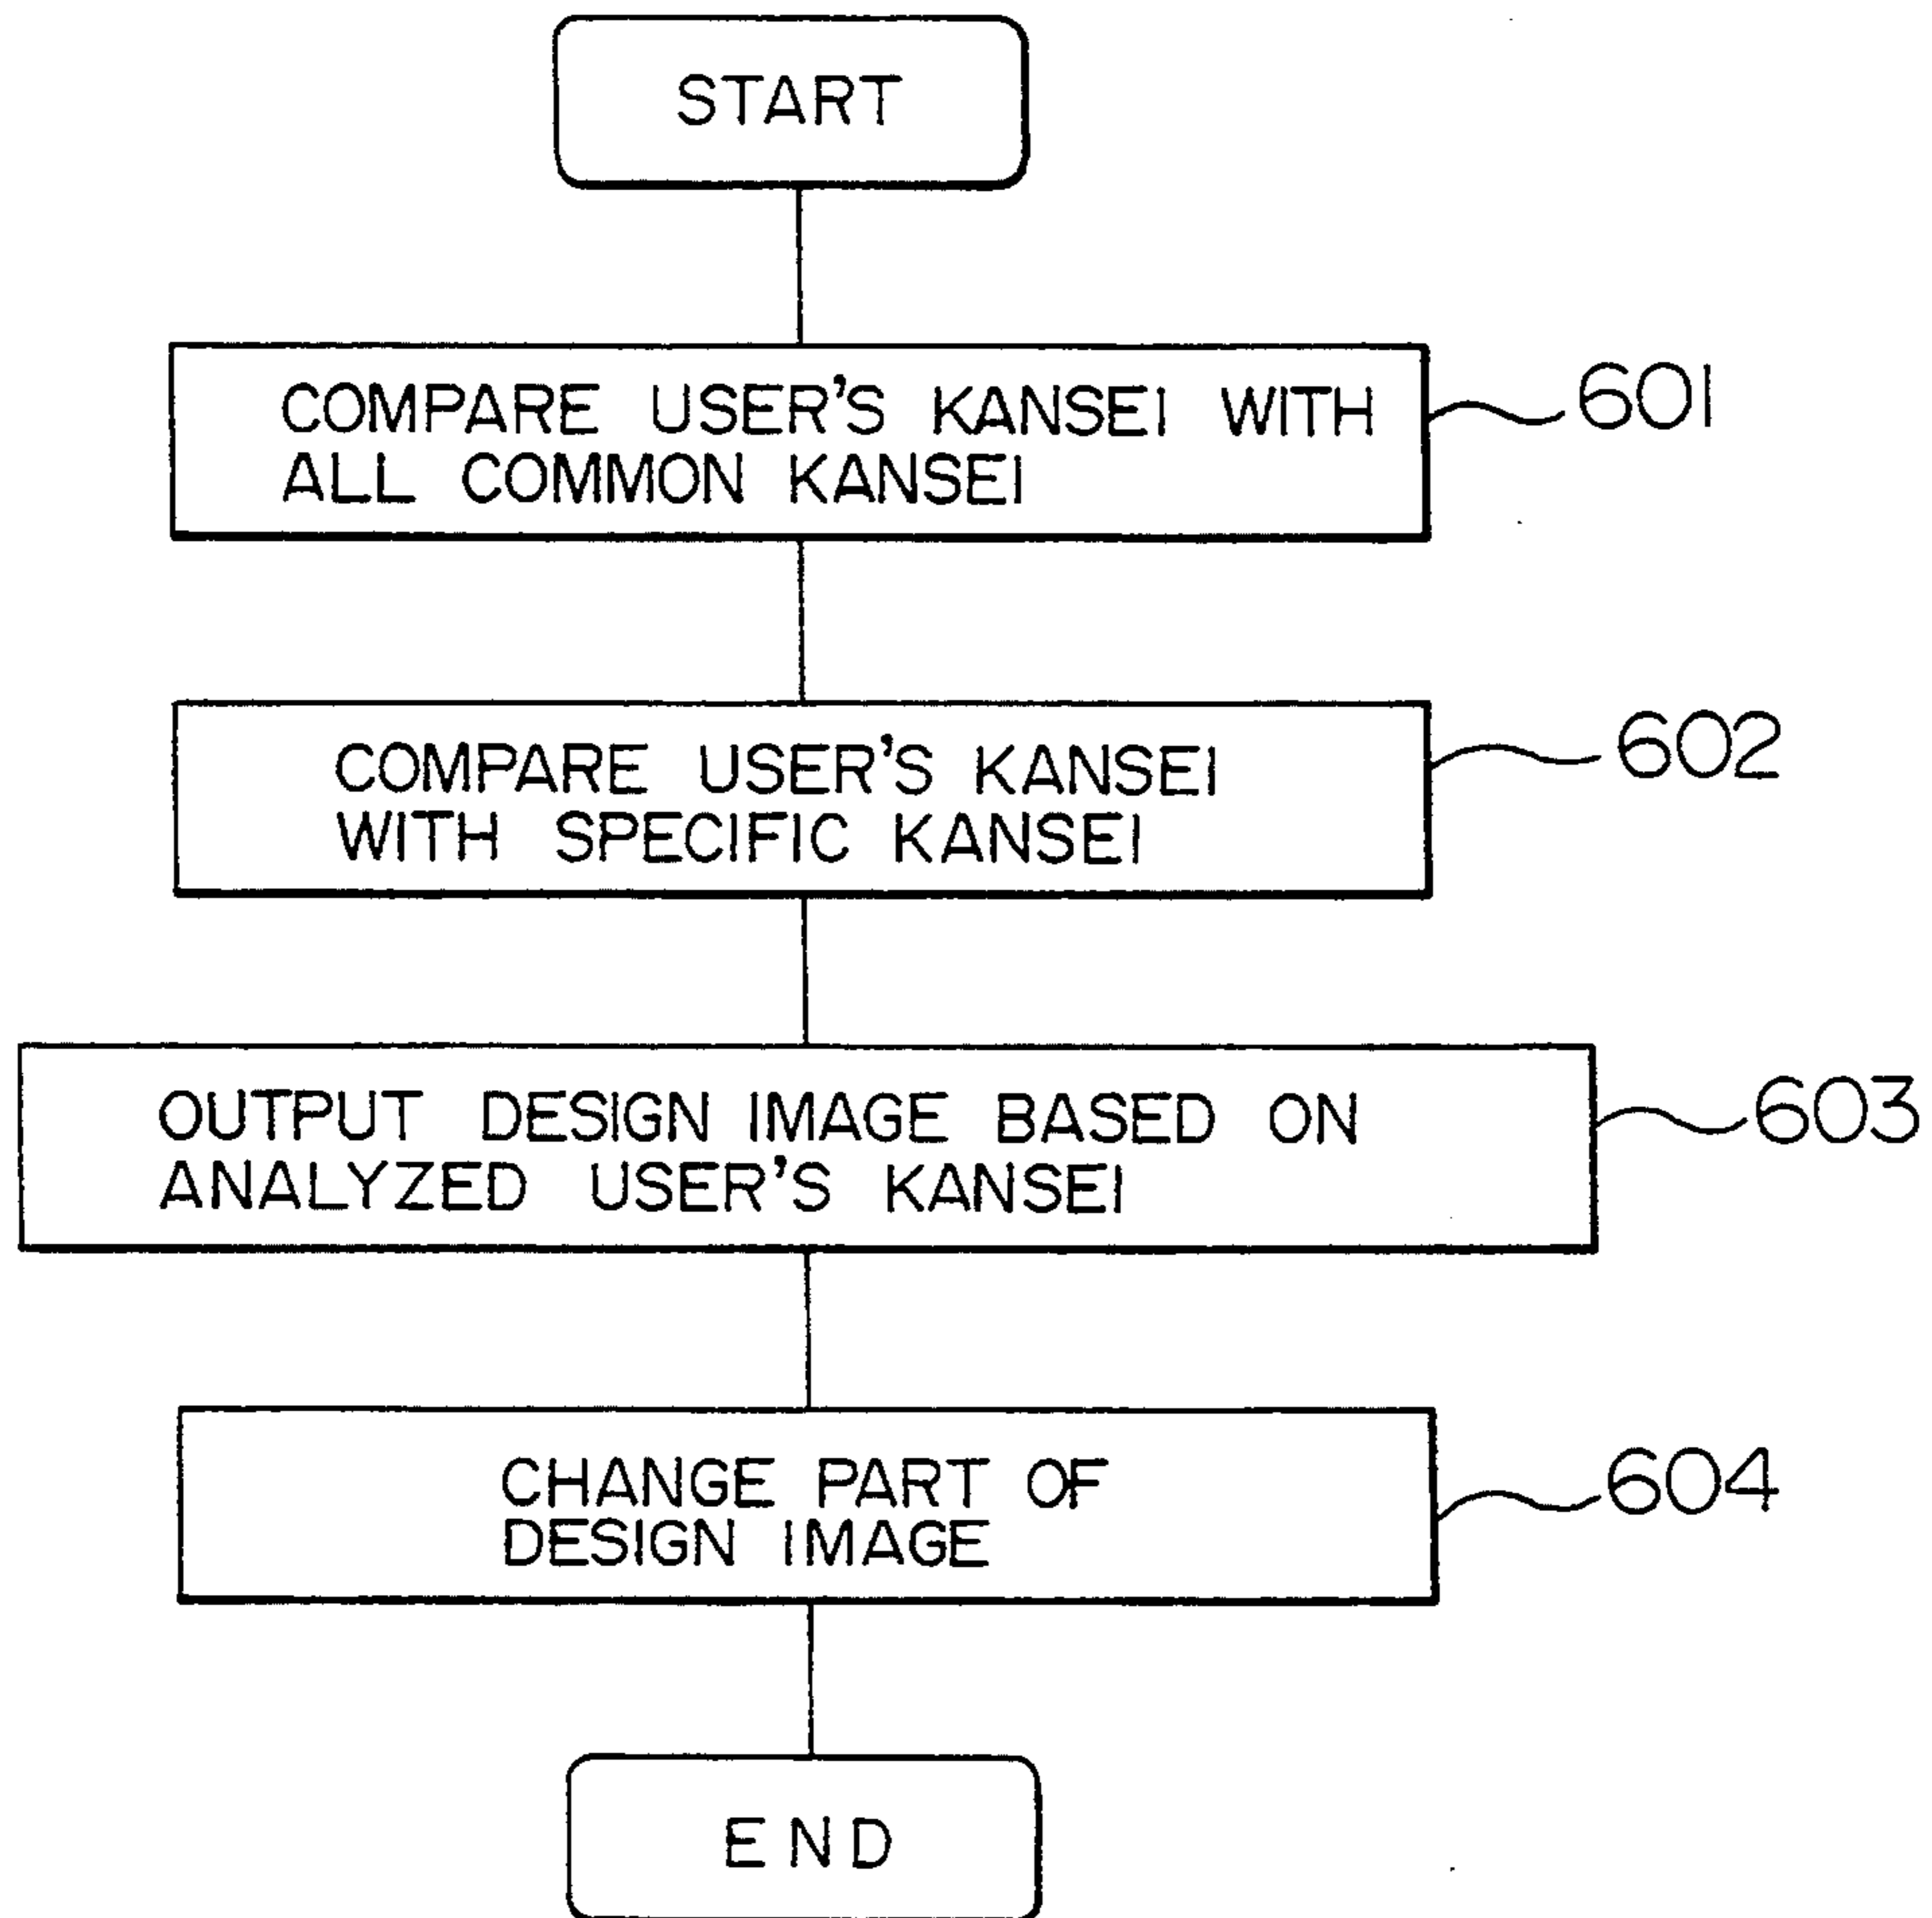 START
COMPARE USER'S KANSEI WITH
ALL COMMON KANSEI
601
COMPARE USER'S KANSEI
WITH SPECIFIC KANSEI
602
OUTPUT DESIGN IMAGE BASED ON
ANALYZED USER'S KANSEI
603
CHANGE PART OF
DESIGN IMAGE
604
END